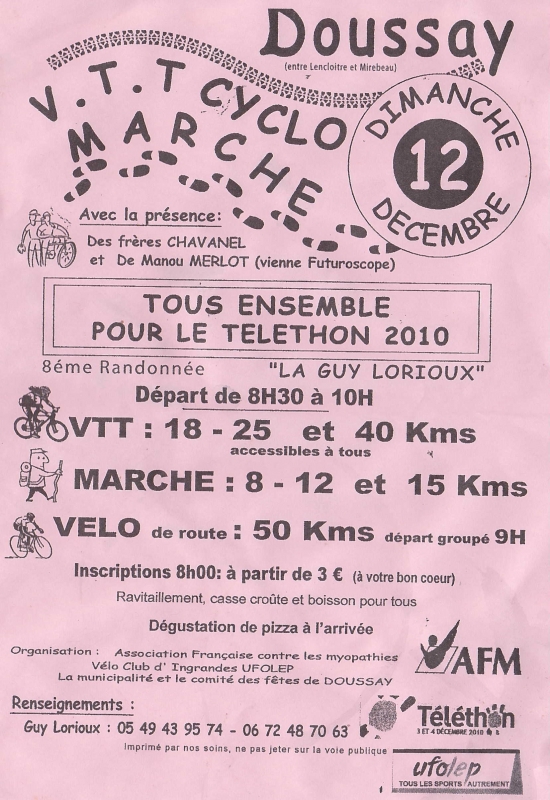 Doussay
(entre Lencloitre et Mirebeau)
V.T.T CYCLO
MARCHE
DIMANCHE
12
DECEMBRE
Avec la présence:
Des frères CHAVANEL
et De Manou MERLOT (vienne Futuroscope)
TOUS ENSEMBLE
POUR LE TELETHON 2010
8éme Randonnée "LA GUY LORIOUX"
Départ de 8H30 à 10H
VTT : 18 - 25 et 40 Kms
accessibles à tous
MARCHE : 8 - 12 et 15 Kms
VELO de route : 50 Kms départ groupé 9H
Inscriptions 8h00: à partir de 3 € (à votre bon coeur)
Ravitaillement, casse croûte et boisson pour tous
Dégustation de pizza à l'arrivée
Organisation : Association Française contre les myopathies
Vélo Club d' Ingrandes UFOLEP
La municipalité et le comité des fêtes de DOUSSAY
AFM
Renseignements :
Guy Lorioux : 05 49 43 95 74 - 06 72 48 70 63
Imprimé par nos soins, ne pas jeter sur la voie publique
Téléthon
3 ET 4 DÉCEMBRE 2010
ufolep
TOUS LES SPORTS AUTREMENT